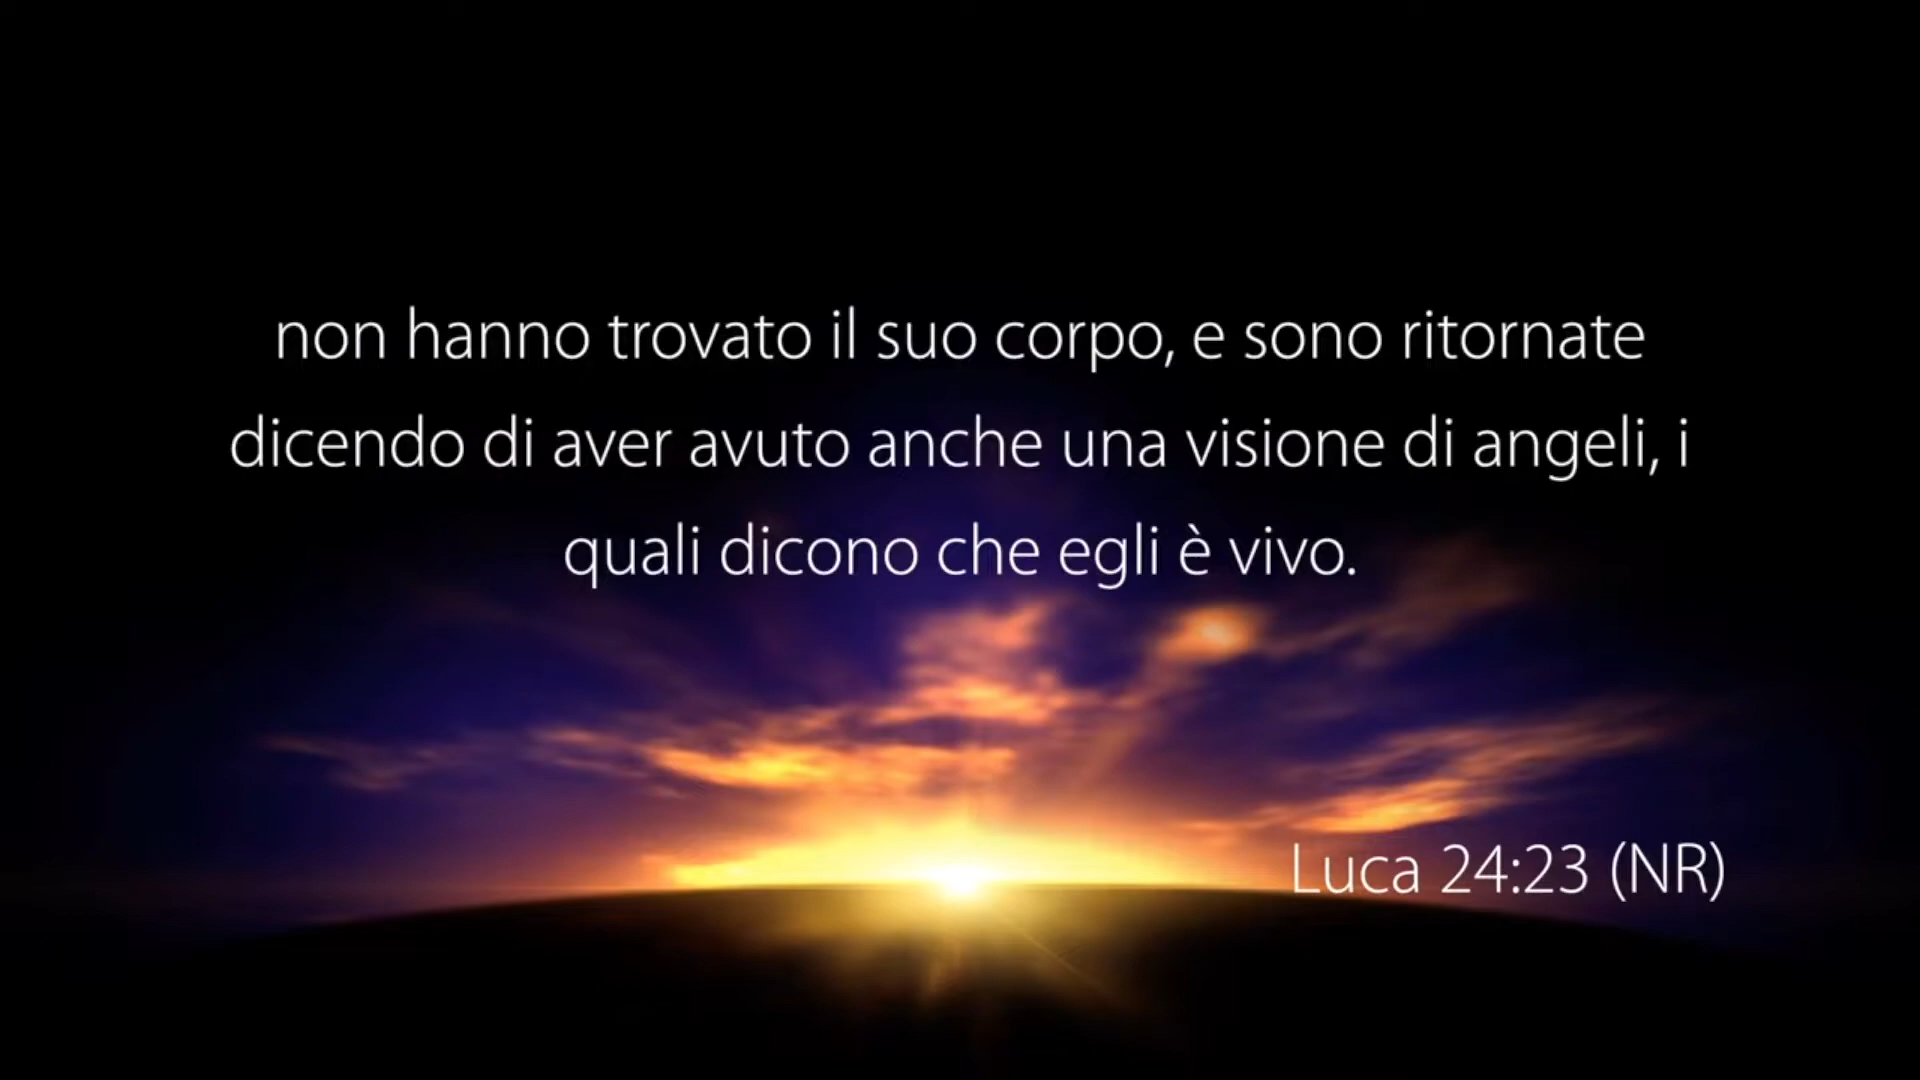 non hanno trovato il suo corpo, e sono ritornate
dicendo di aver avuto anche una visione di angeli, i
quali dicono che egli è vivo.
Luca 24:23 (NR)